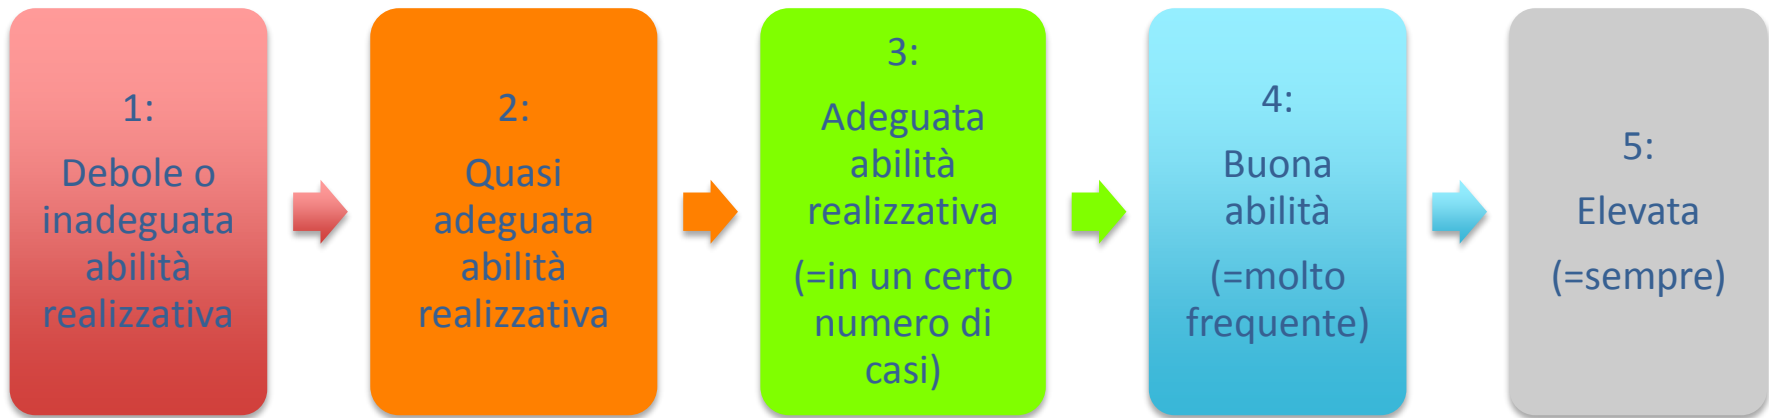 1:
Debole o
inadeguata
abilità
realizzativa
2:
Quasi
adeguata
abilità
realizzativa
3:
Adeguata
abilità
realizzativa
(=in un certo
numero di
casi)
4:
Buona
abilità
(=molto
frequente)
5:
Elevata
(=sempre)